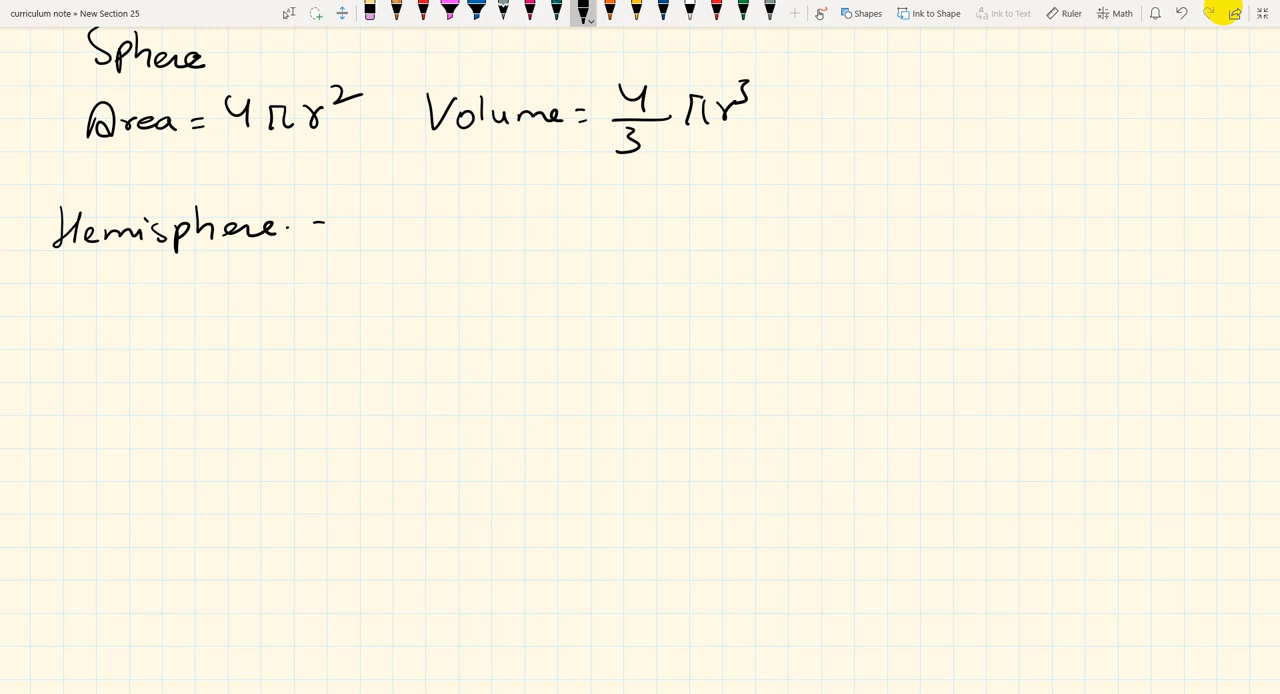 curriculum note » New Section 25 Shapes Ink to Shape Ink to Text Ruler Math
Sphere
Area = 4πr² Volume = 4/3 πr³
Hemisphere. -